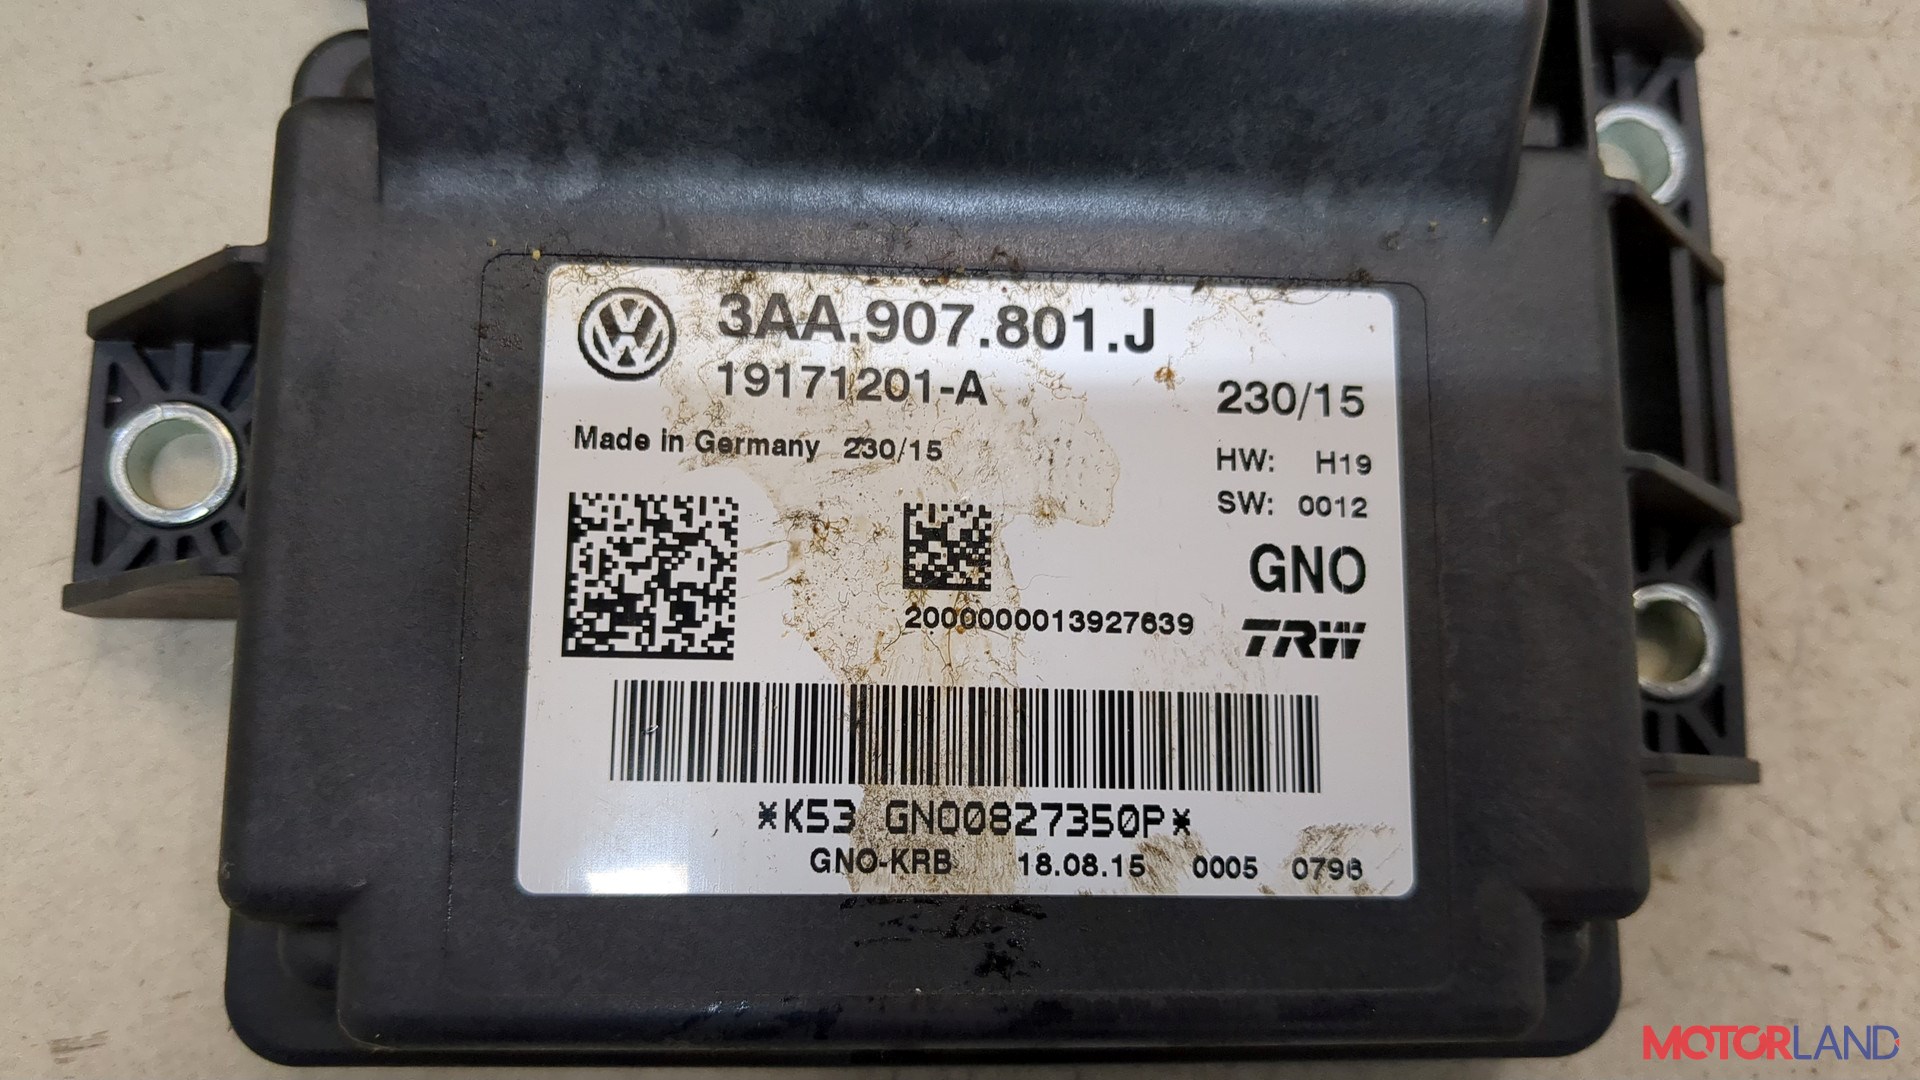 3AA.907.801.J
19171201-A
230/15
Made in Germany 230/15
HW: H19
SW: 0012
GNO
2000000013927639
TRW
*K53 GNO0827350P*
GNO-KRB 18.08.15 0005 0796
MOTORLAND